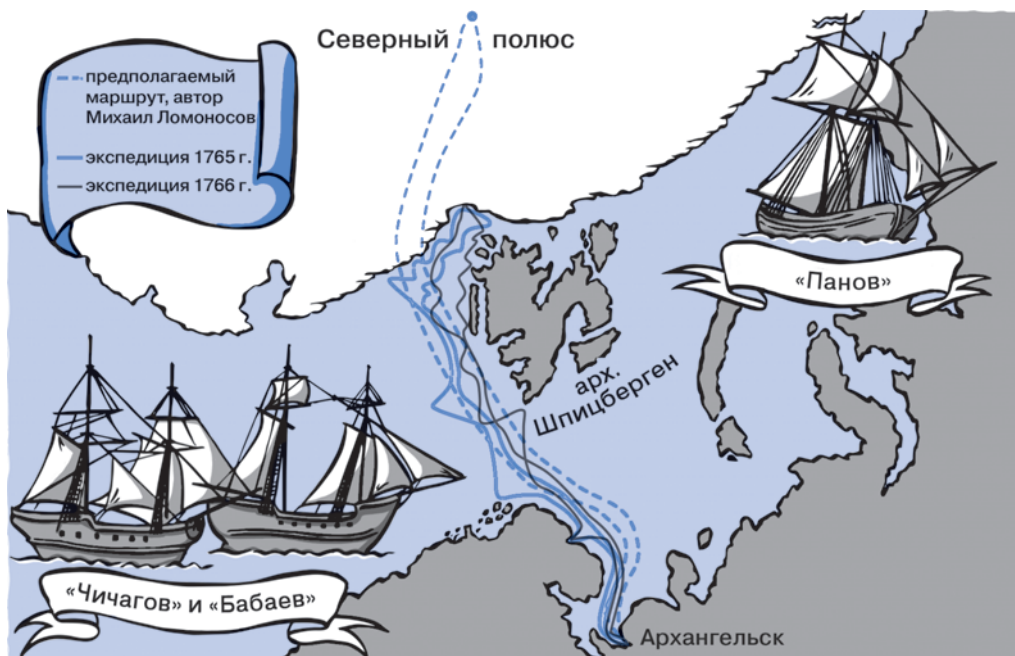 Северный полюс
предполагаемый
маршрут, автор
Михаил Ломоносов
экспедиция 1765 г.
экспедиция 1766 г.
«Панов»
арх.
Шпицберген
«Чичагов» и «Бабаев»
Архангельск